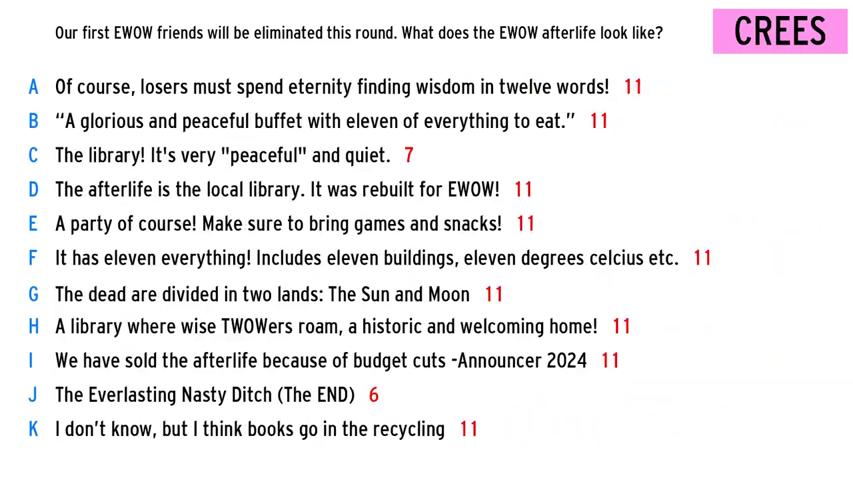 Our first EWOW friends will be eliminated this round. What does the EWOW afterlife look like?
CREES
A Of course, losers must spend eternity finding wisdom in twelve words! 11
B “A glorious and peaceful buffet with eleven of everything to eat.” 11
C The library! It's very "peaceful" and quiet. 7
D The afterlife is the local library. It was rebuilt for EWOW! 11
E A party of course! Make sure to bring games and snacks! 11
F It has eleven everything! Includes eleven buildings, eleven degrees celcius etc. 11
G The dead are divided in two lands: The Sun and Moon 11
H A library where wise TWOWers roam, a historic and welcoming home! 11
I We have sold the afterlife because of budget cuts -Announcer 2024 11
J The Everlasting Nasty Ditch (The END) 6
K I don’t know, but I think books go in the recycling 11